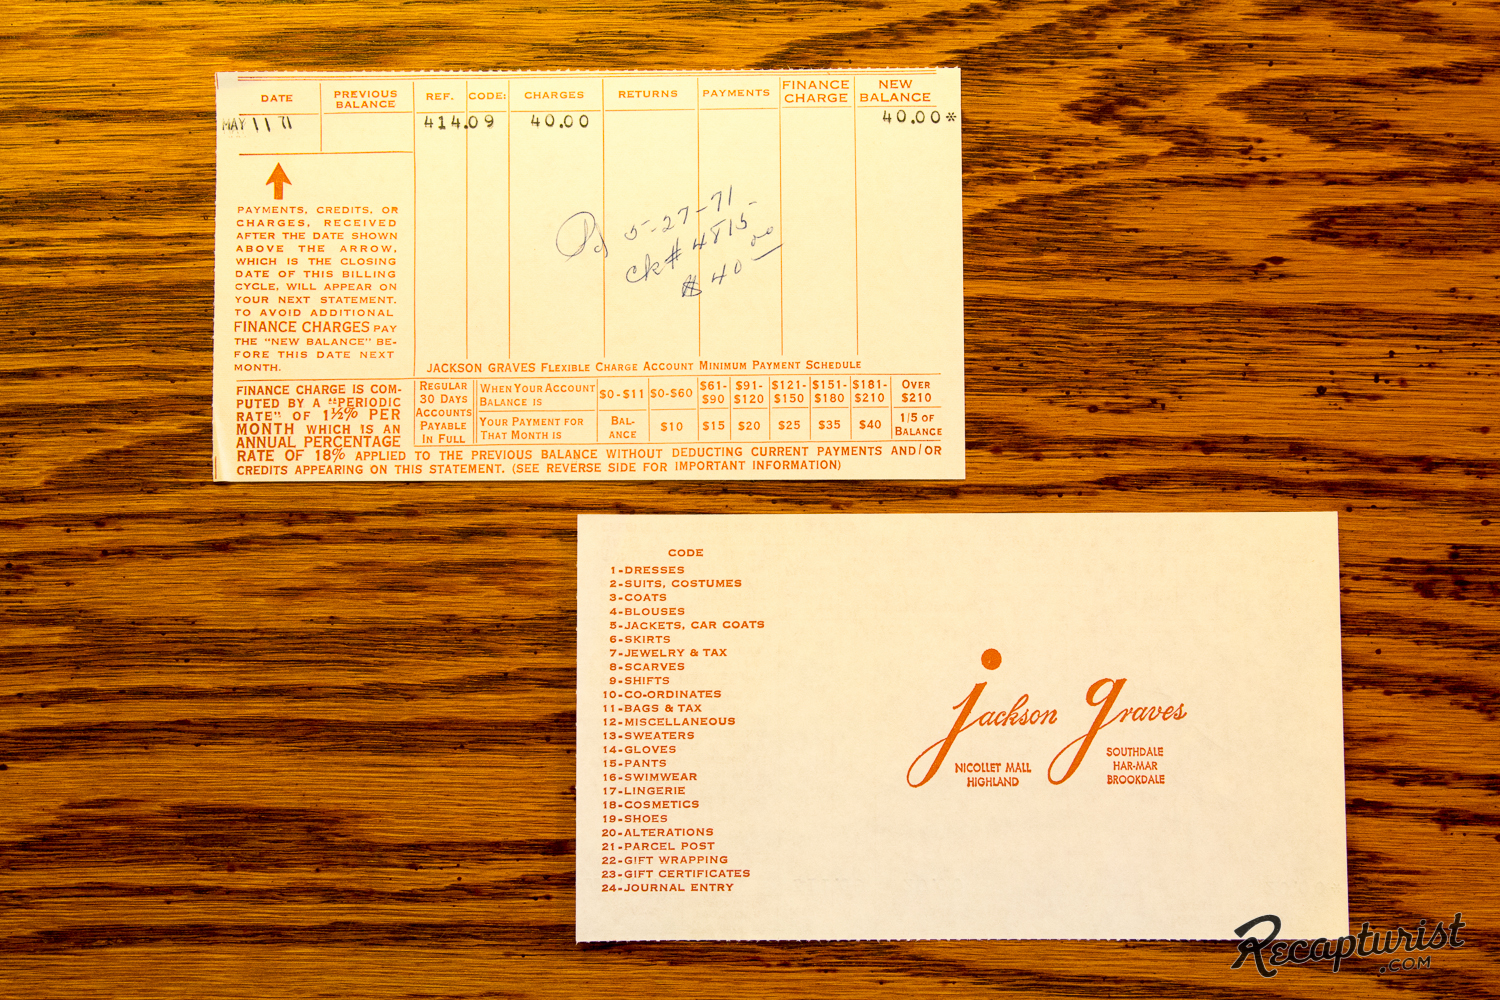 DATE PREVIOUS BALANCE REF. CODE: CHARGES RETURNS PAYMENTS FINANCE CHARGE NEW BALANCE
MAY 11 71 414.09 40.00 40.00*
PAYMENTS, CREDITS, OR
CHARGES, RECEIVED
AFTER THE DATE SHOWN
ABOVE THE ARROW,
WHICH IS THE CLOSING
DATE OF THIS BILLING
CYCLE, WILL APPEAR ON
YOUR NEXT STATEMENT.
TO AVOID ADDITIONAL
FINANCE CHARGES PAY
THE "NEW BALANCE" BE-
FORE THIS DATE NEXT
MONTH.
Pd 5-27-71
ck# 4815-
$ 40 00
JACKSON GRAVES FLEXIBLE CHARGE ACCOUNT MINIMUM PAYMENT SCHEDULE
FINANCE CHARGE IS COM-
PUTED BY A "PERIODIC
RATE" OF 1½% PER
MONTH WHICH IS AN
ANNUAL PERCENTAGE
RATE OF 18% APPLIED TO THE PREVIOUS BALANCE WITHOUT DEDUCTING CURRENT PAYMENTS AND/OR
CREDITS APPEARING ON THIS STATEMENT. (SEE REVERSE SIDE FOR IMPORTANT INFORMATION)
REGULAR
30 DAYS
ACCOUNTS
PAYABLE
IN FULL
WHEN YOUR ACCOUNT BALANCE IS $0-$11 $0-$60 $61-$90 $91-$120 $121-$150 $151-$180 $181-$210 OVER $210
YOUR PAYMENT FOR THAT MONTH IS BAL-ANCE $10 $15 $20 $25 $35 $40 1/5 OF BALANCE
CODE
1-DRESSES
2-SUITS, COSTUMES
3-COATS
4-BLOUSES
5-JACKETS, CAR COATS
6-SKIRTS
7-JEWELRY & TAX
8-SCARVES
9-SHIFTS
10-CO-ORDINATES
11-BAGS & TAX
12-MISCELLANEOUS
13-SWEATERS
14-GLOVES
15-PANTS
16-SWIMWEAR
17-LINGERIE
18-COSMETICS
19-SHOES
20-ALTERATIONS
21-PARCEL POST
22-GIFT WRAPPING
23-GIFT CERTIFICATES
24-JOURNAL ENTRY
jackson graves
NICOLLET MALL
HIGHLAND
SOUTHDALE
HAR-MAR
BROOKDALE
Recapturist
.COM